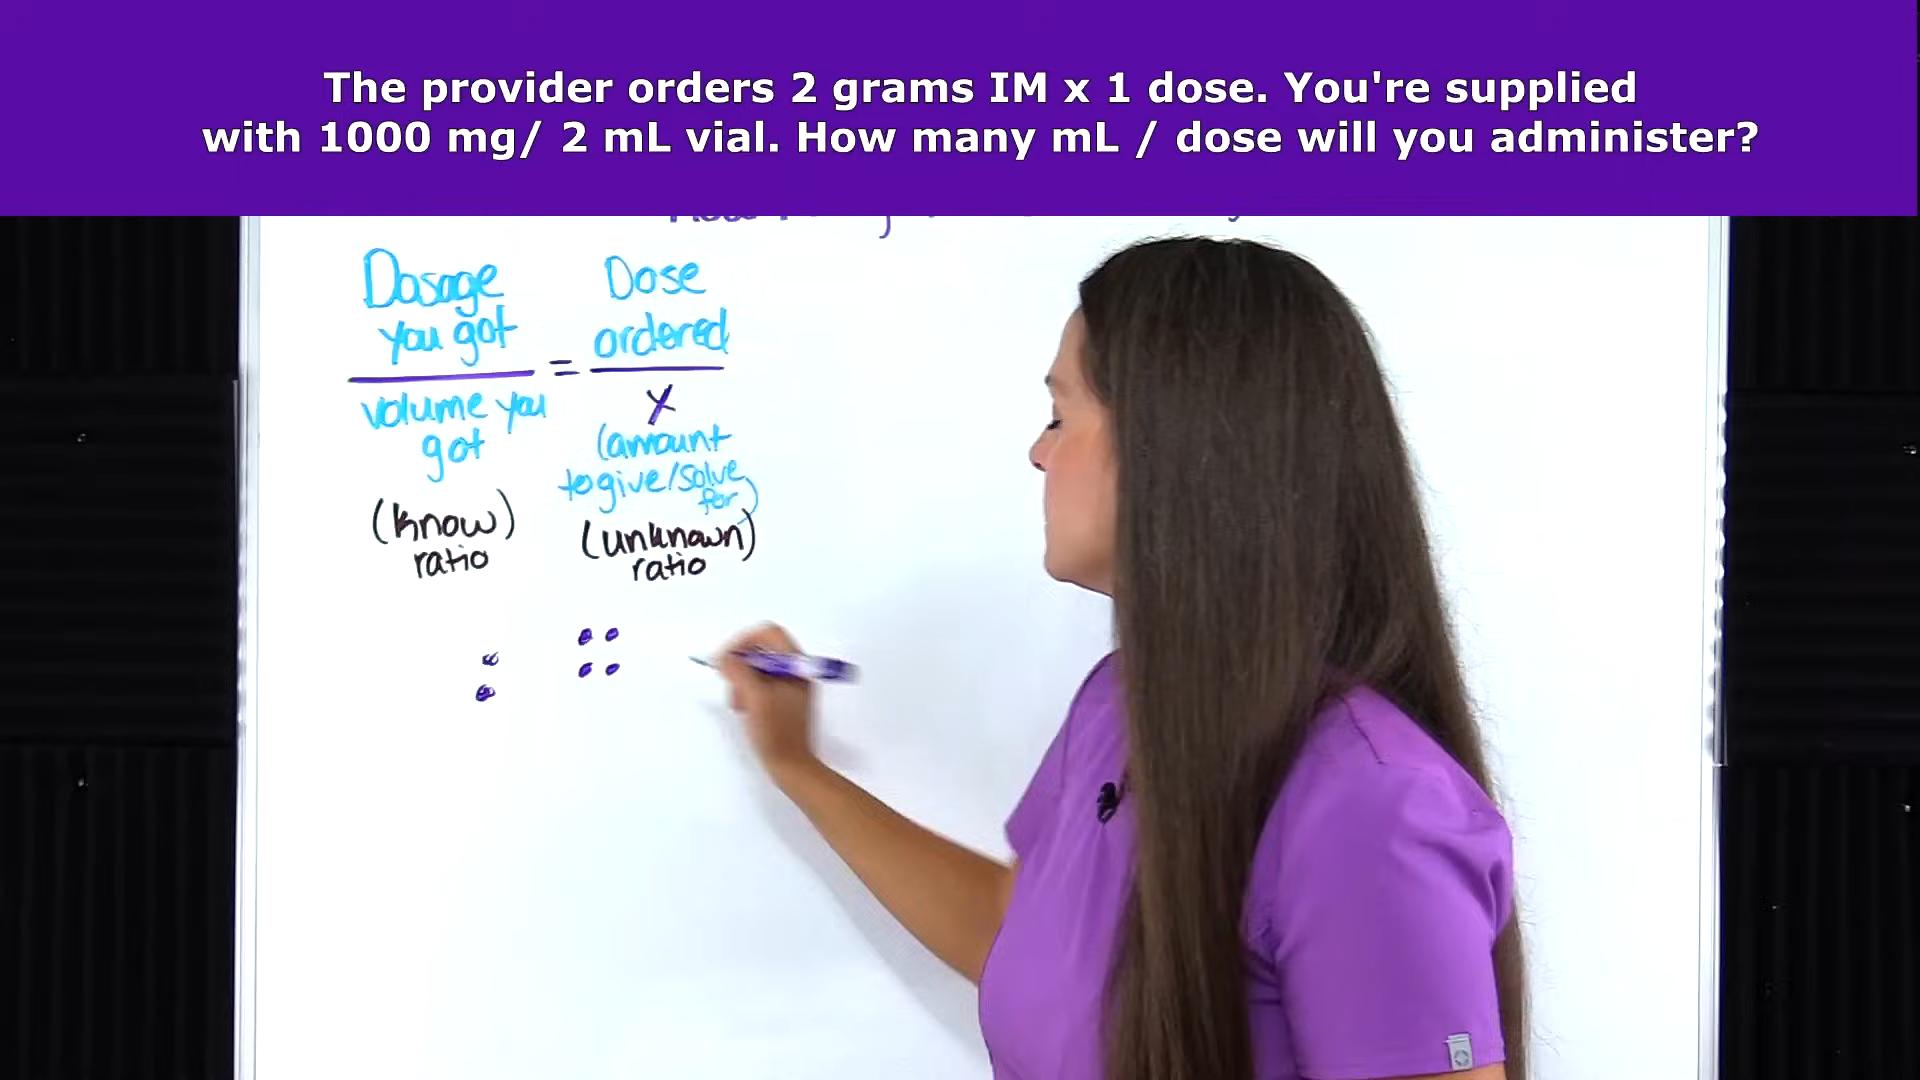 The provider orders 2 grams IM x 1 dose. You're supplied
with 1000 mg/ 2 mL vial. How many mL / dose will you administer?
Dosage
you got
volume you
got
(know)
ratio
=
Dose
ordered
x
(amount
to give/solve
for)
(unknown)
ratio
: ::